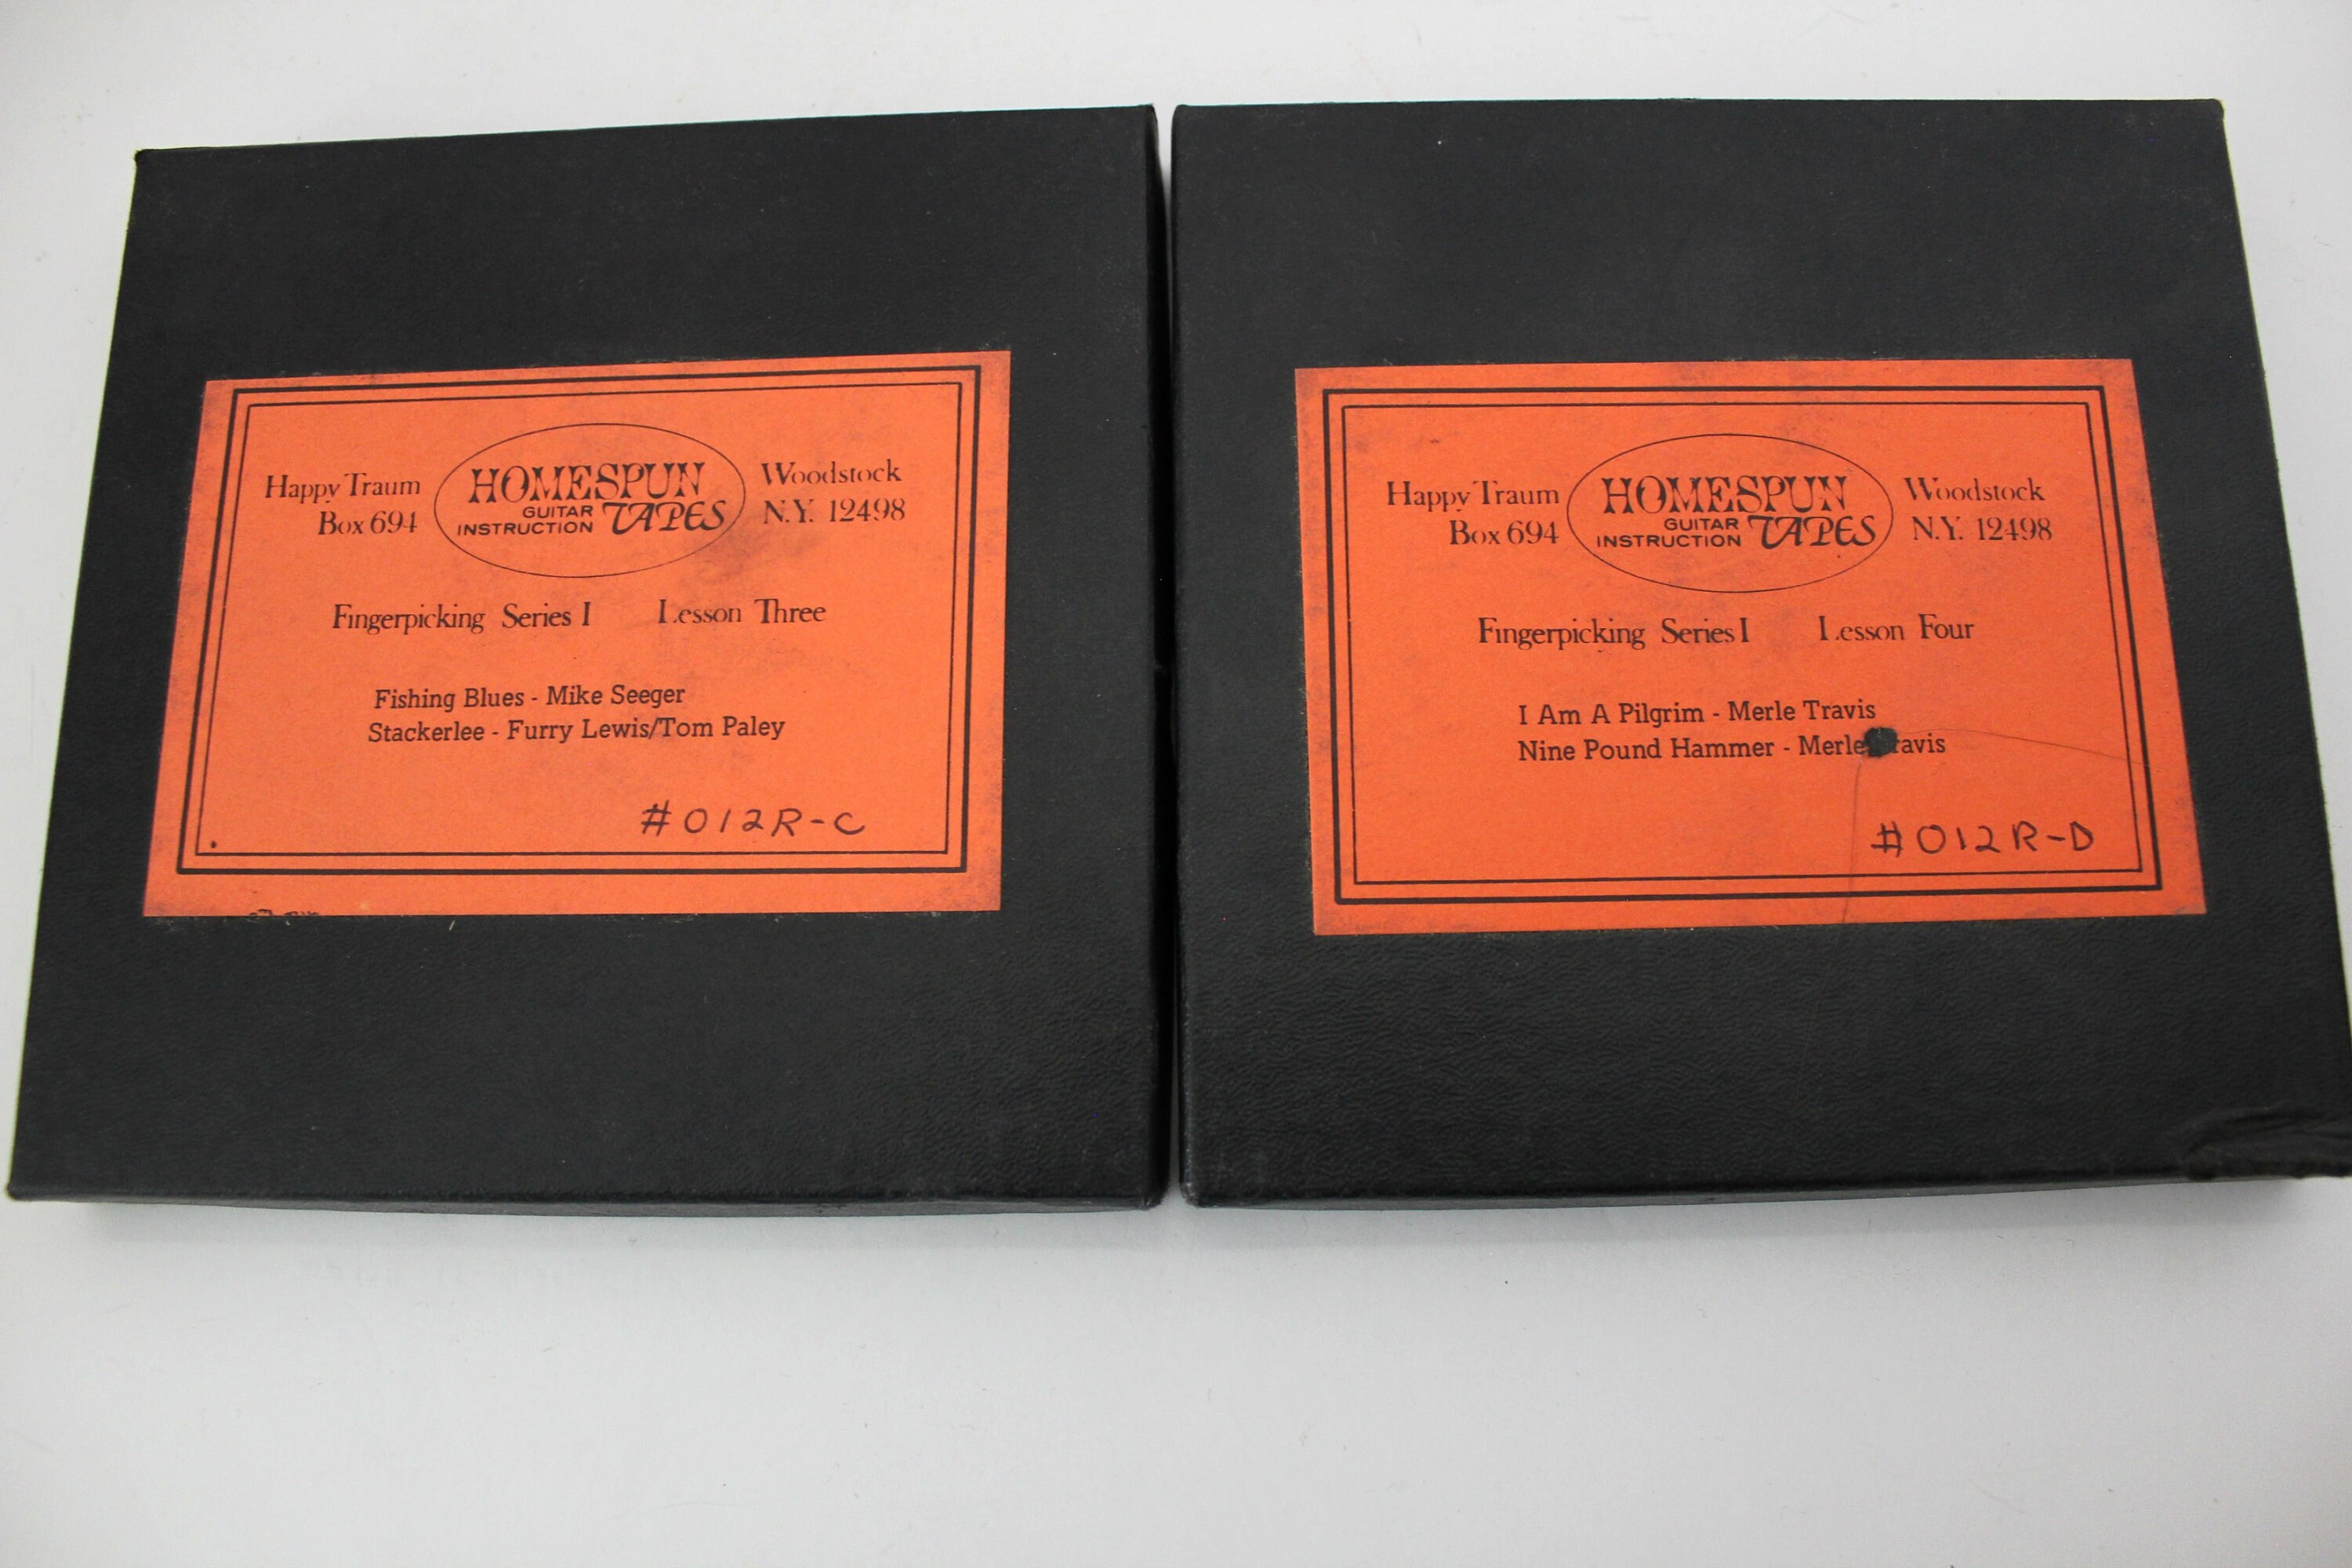 Happy Traum
Box 694
HOMESPUN
GUITAR
INSTRUCTION TAPES
Woodstock
N.Y. 12498
Fingerpicking Series I Lesson Three
Fishing Blues - Mike Seeger
Stackerlee - Furry Lewis/Tom Paley
#012R-C
Happy Traum
Box 694
HOMESPUN
GUITAR
INSTRUCTION TAPES
Woodstock
N.Y. 12498
Fingerpicking Series I Lesson Four
I Am A Pilgrim - Merle Travis
Nine Pound Hammer - Merle Travis
#012R-D